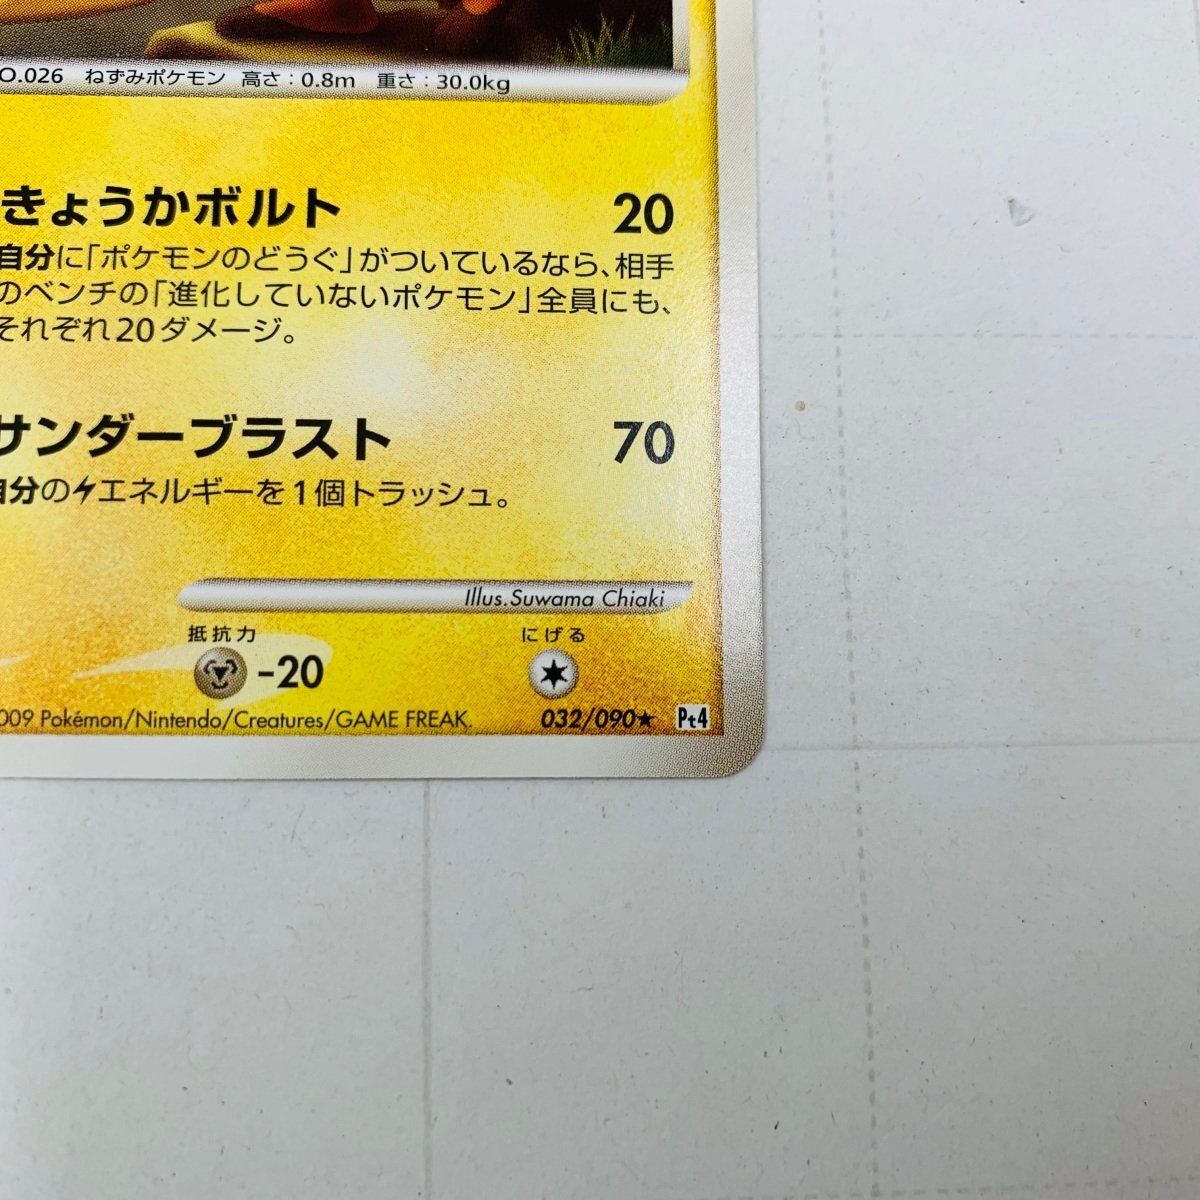 O.026 ねずみポケモン 高さ：0.8m 重さ：30.0kg
きょうかボルト 20
自分に「ポケモンのどうぐ」がついているなら、相手
のベンチの「進化していないポケモン」全員にも、
それぞれ20ダメージ。
サンダーブラスト 70
自分のエネルギーを1個トラッシュ。
Illus.Suwama Chiaki
抵抗力 にげる
-20
009 Pokémon/Nintendo/Creatures/GAME FREAK. 032/090★ Pt4